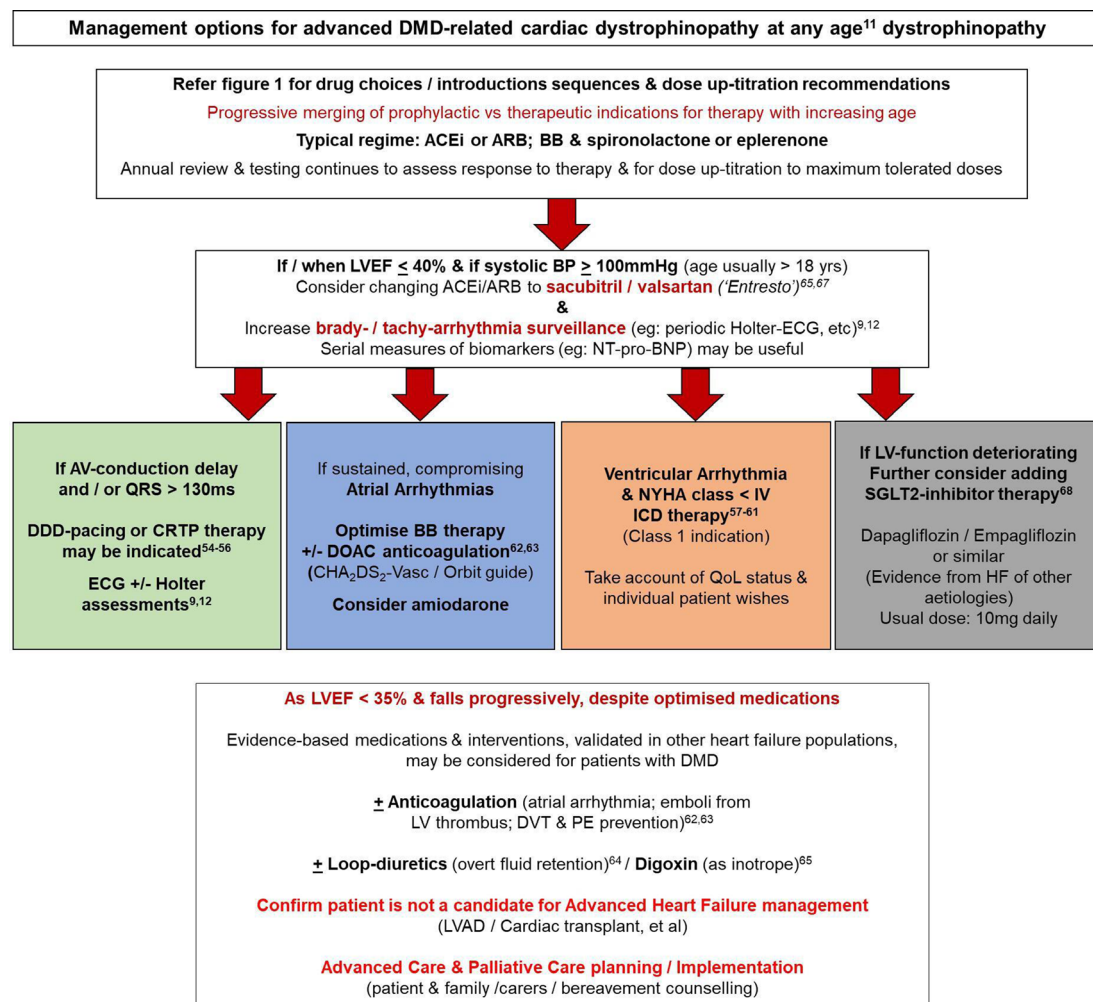 Management options for advanced DMD-related cardiac dystrophinopathy at any age¹¹ dystrophinopathy
Refer figure 1 for drug choices / introductions sequences & dose up-titration recommendations
Progressive merging of prophylactic vs therapeutic indications for therapy with increasing age
Typical regime: ACEi or ARB; BB & spironolactone or eplerenone
Annual review & testing continues to assess response to therapy & for dose up-titration to maximum tolerated doses
If / when LVEF < 40% & if systolic BP > 100mmHg (age usually > 18 yrs)
Consider changing ACEi/ARB to sacubitril / valsartan ('Entresto')⁶⁵,⁶⁷
&
Increase brady- / tachy-arrhythmia surveillance (eg: periodic Holter-ECG, etc)⁹,¹²
Serial measures of biomarkers (eg: NT-pro-BNP) may be useful
If AV-conduction delay
and / or QRS > 130ms
DDD-pacing or CRTP therapy
may be indicated⁵⁴⁻⁵⁶
ECG +/- Holter
assessments⁹,¹²
If sustained, compromising
Atrial Arrhythmias
Optimise BB therapy
+/- DOAC anticoagulation⁶²,⁶³
(CHA₂DS₂-Vasc / Orbit guide)
Consider amiodarone
Ventricular Arrhythmia
& NYHA class < IV
ICD therapy⁵⁷⁻⁶¹
(Class 1 indication)
Take account of QoL status &
individual patient wishes
If LV-function deteriorating
Further consider adding
SGLT2-inhibitor therapy⁶⁸
Dapagliflozin / Empagliflozin
or similar
(Evidence from HF of other
aetiologies)
Usual dose: 10mg daily
As LVEF < 35% & falls progressively, despite optimised medications
Evidence-based medications & interventions, validated in other heart failure populations,
may be considered for patients with DMD
+ Anticoagulation (atrial arrhythmia; emboli from
LV thrombus; DVT & PE prevention)⁶²,⁶³
+ Loop-diuretics (overt fluid retention)⁶⁴ / Digoxin (as inotrope)⁶⁵
Confirm patient is not a candidate for Advanced Heart Failure management
(LVAD / Cardiac transplant, et al)
Advanced Care & Palliative Care planning / Implementation
(patient & family /carers / bereavement counselling)